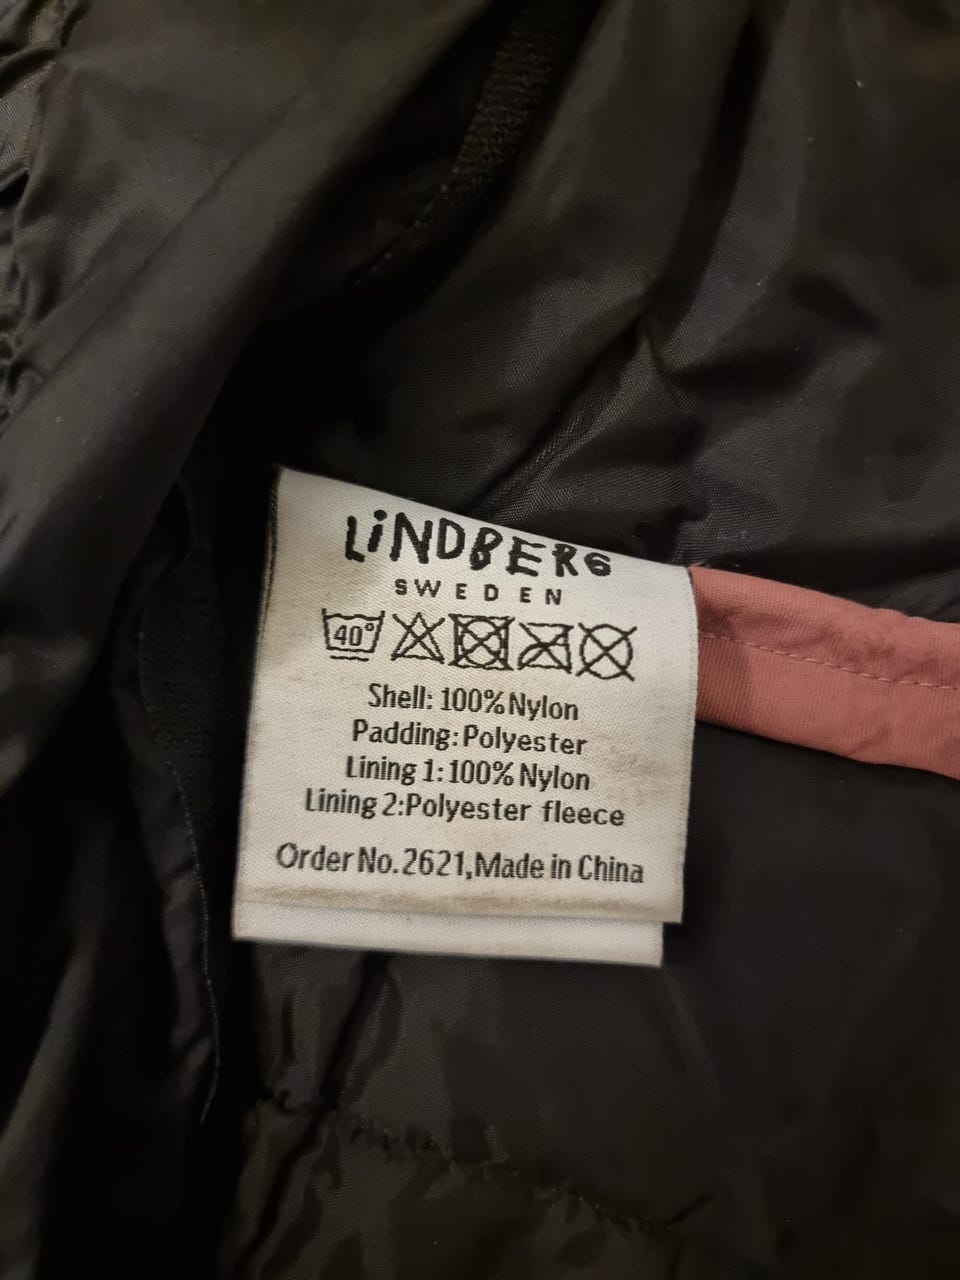 LiNDBERG
SWEDEN
40°
Shell: 100% Nylon
Padding: Polyester
Lining 1: 100% Nylon
Lining 2:Polyester fleece
Order No. 2621, Made in China